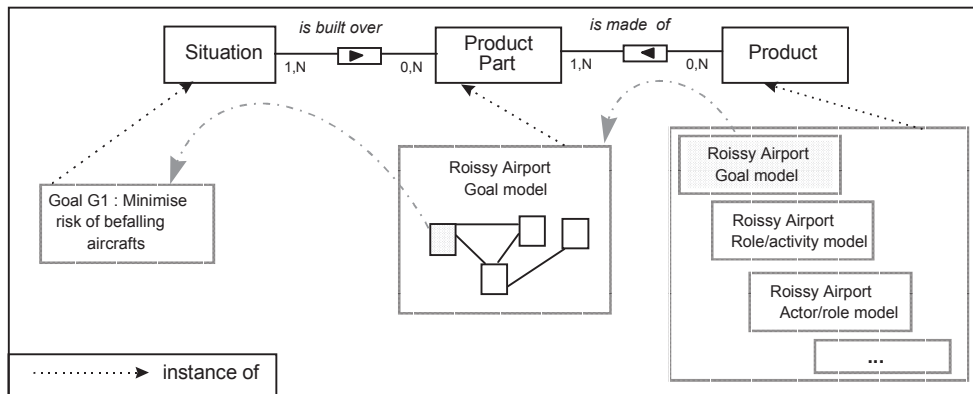 is built over
is made of
Situation
Product
Part
Product
1,N
0,N
1,N
0,N
Roissy Airport
Goal model
Roissy Airport
Goal model
Goal G1 : Minimise
risk of befalling
aircrafts
Roissy Airport
Role/activity model
Roissy Airport
Actor/role model
...
instance of